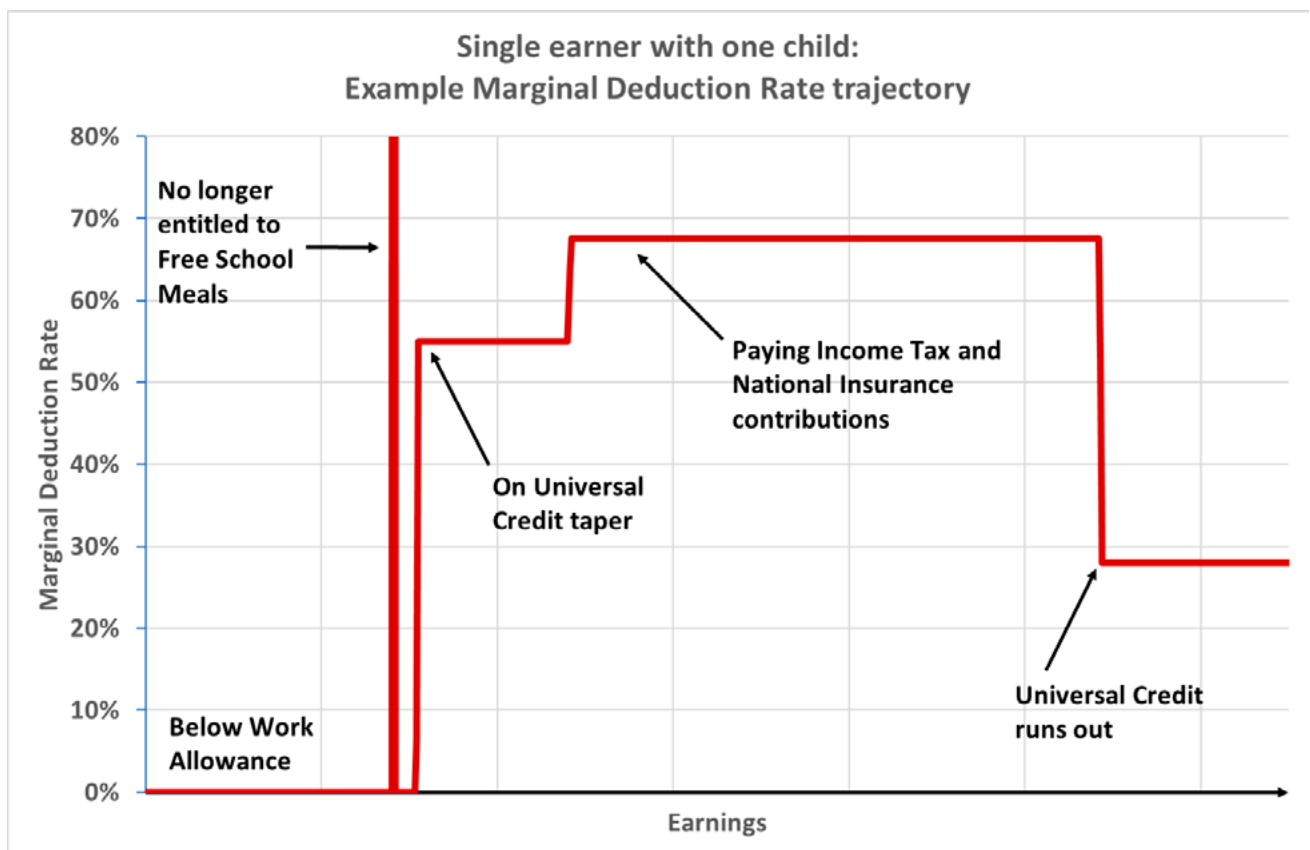 Single earner with one child:
Example Marginal Deduction Rate trajectory
80%
70%
60%
50%
40%
30%
20%
10%
0%
Marginal Deduction Rate
No longer
entitled to
Free School
Meals
Paying Income Tax and
National Insurance
contributions
On Universal
Credit taper
Universal Credit
runs out
Below Work
Allowance
Earnings